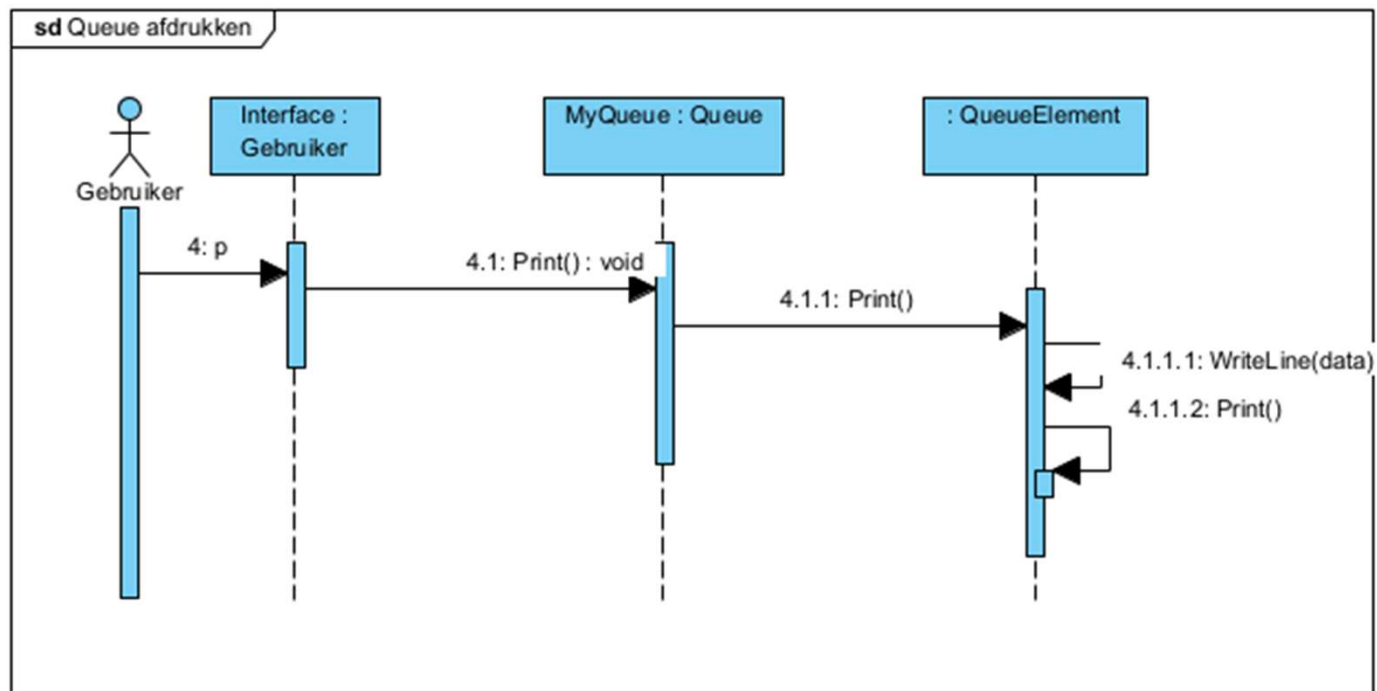 sd Queue afdrukken
Interface :
Gebruiker
MyQueue : Queue
: QueueElement
Gebruiker
4: p
4.1: Print() : void
4.1.1: Print()
4.1.1.1: WriteLine(data)
4.1.1.2: Print()